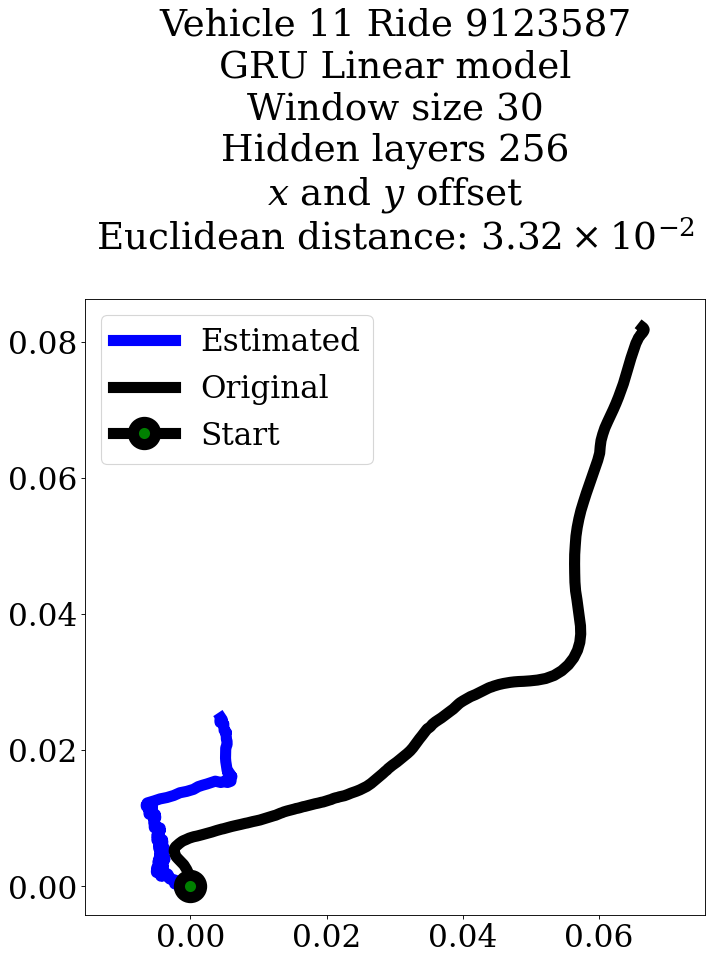 Vehicle 11 Ride 9123587
GRU Linear model
Window size 30
Hidden layers 256
x and y offset
Euclidean distance: 3.32 × 10⁻²
Estimated
Original
Start
0.08
0.06
0.04
0.02
0.00
0.00 0.02 0.04 0.06